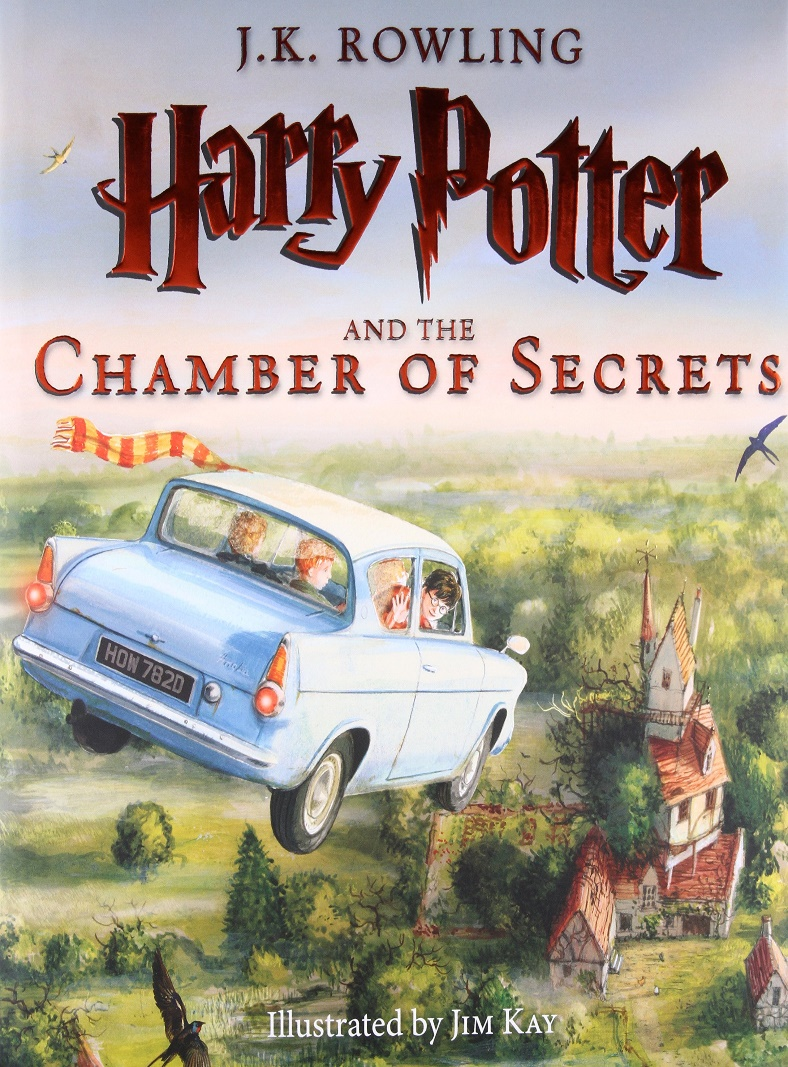 J.K. ROWLING
Harry Potter
AND THE
CHAMBER OF SECRETS
HOW 782D
Illustrated by JIM KAY